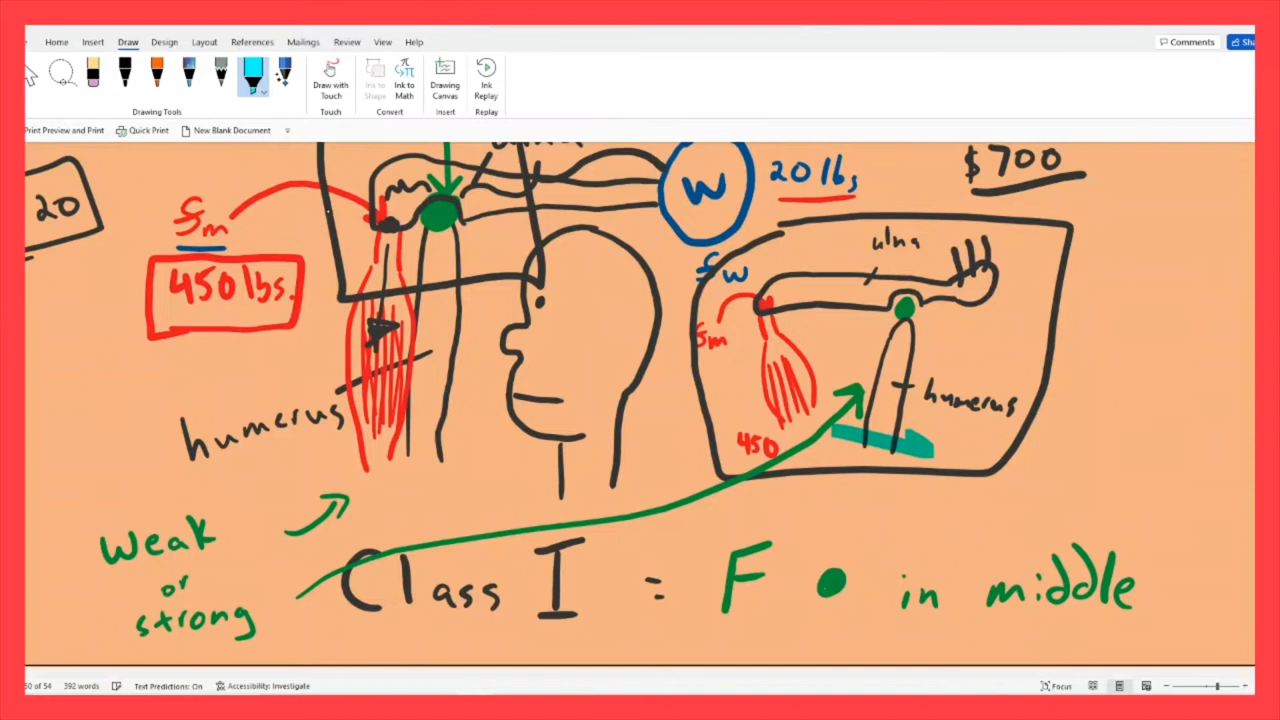 Home Insert Draw Design Layout References Mailings Review View Help
Comments
Draw with Touch
Ink to Shape
Ink to Math
Drawing Canvas
Ink Replay
Drawing Tools
Touch
Convert
Insert
Replay
Print Preview and Print
Quick Print
New Blank Document
20
fm
450 lbs.
W
20 lbs
$700
fw
ulna
fm
humerus
450
humerus
Weak
or
strong
Class I = F in middle
of 54
392 words
Text Predictions: On
Accessibility: Investigate
Focus